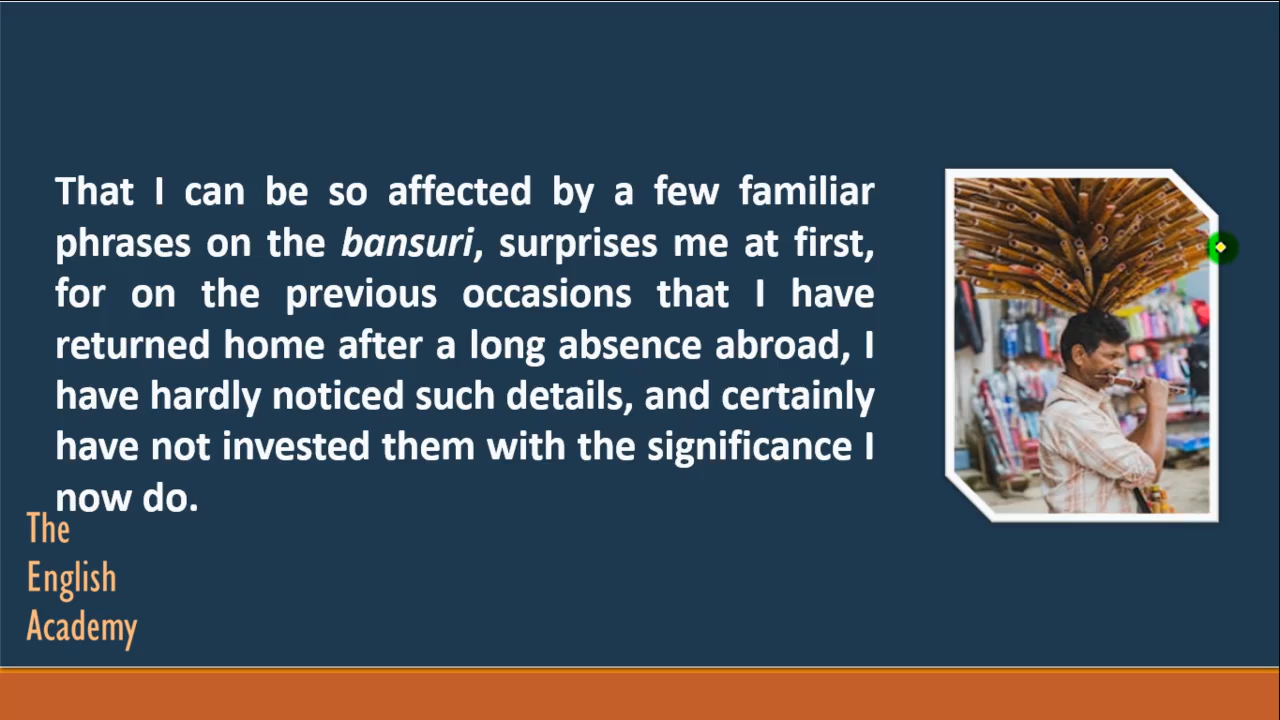 That I can be so affected by a few familiar
phrases on the bansuri, surprises me at first,
for on the previous occasions that I have
returned home after a long absence abroad, I
have hardly noticed such details, and certainly
have not invested them with the significance I
now do.
The
English
Academy